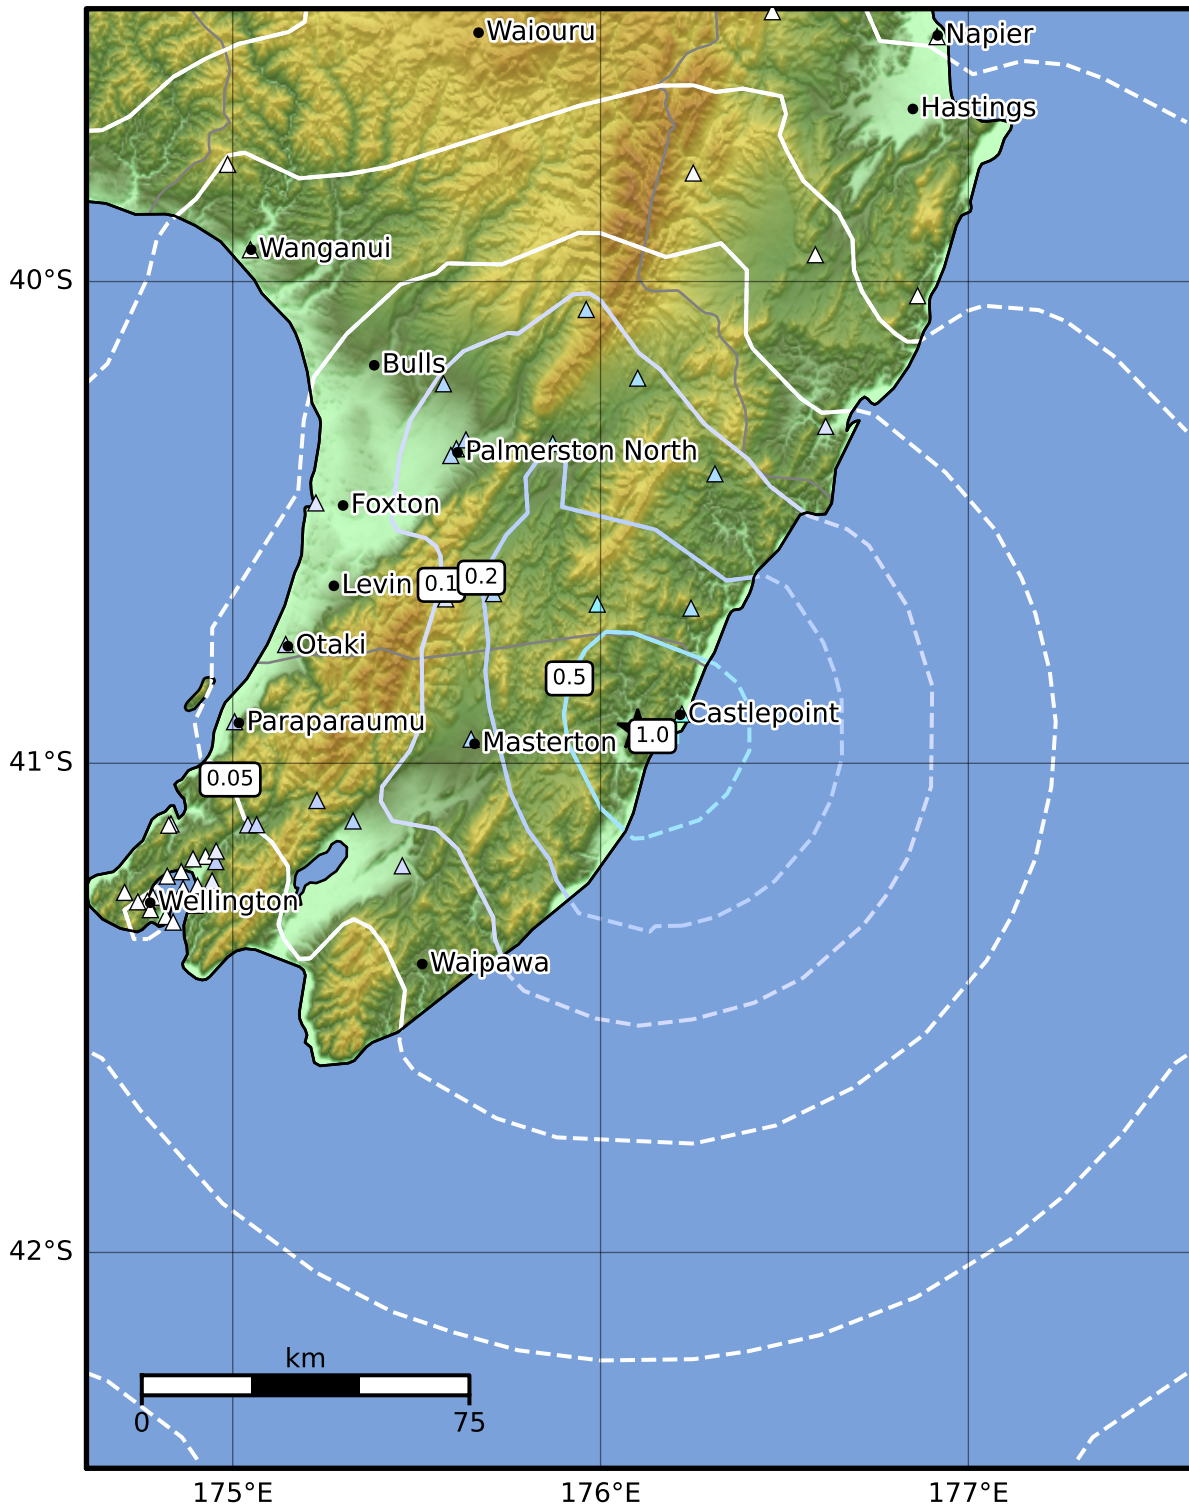 Waiouru
Napier
Hastings
Wanganui
40°S
Bulls
Palmerston North
Foxton
Levin
0.1
0.2
Otaki
0.5
Paraparaumu
Castlepoint
Masterton
1.0
41°S
0.05
Wellington
Waipawa
42°S
km
0
75
175°E
176°E
177°E